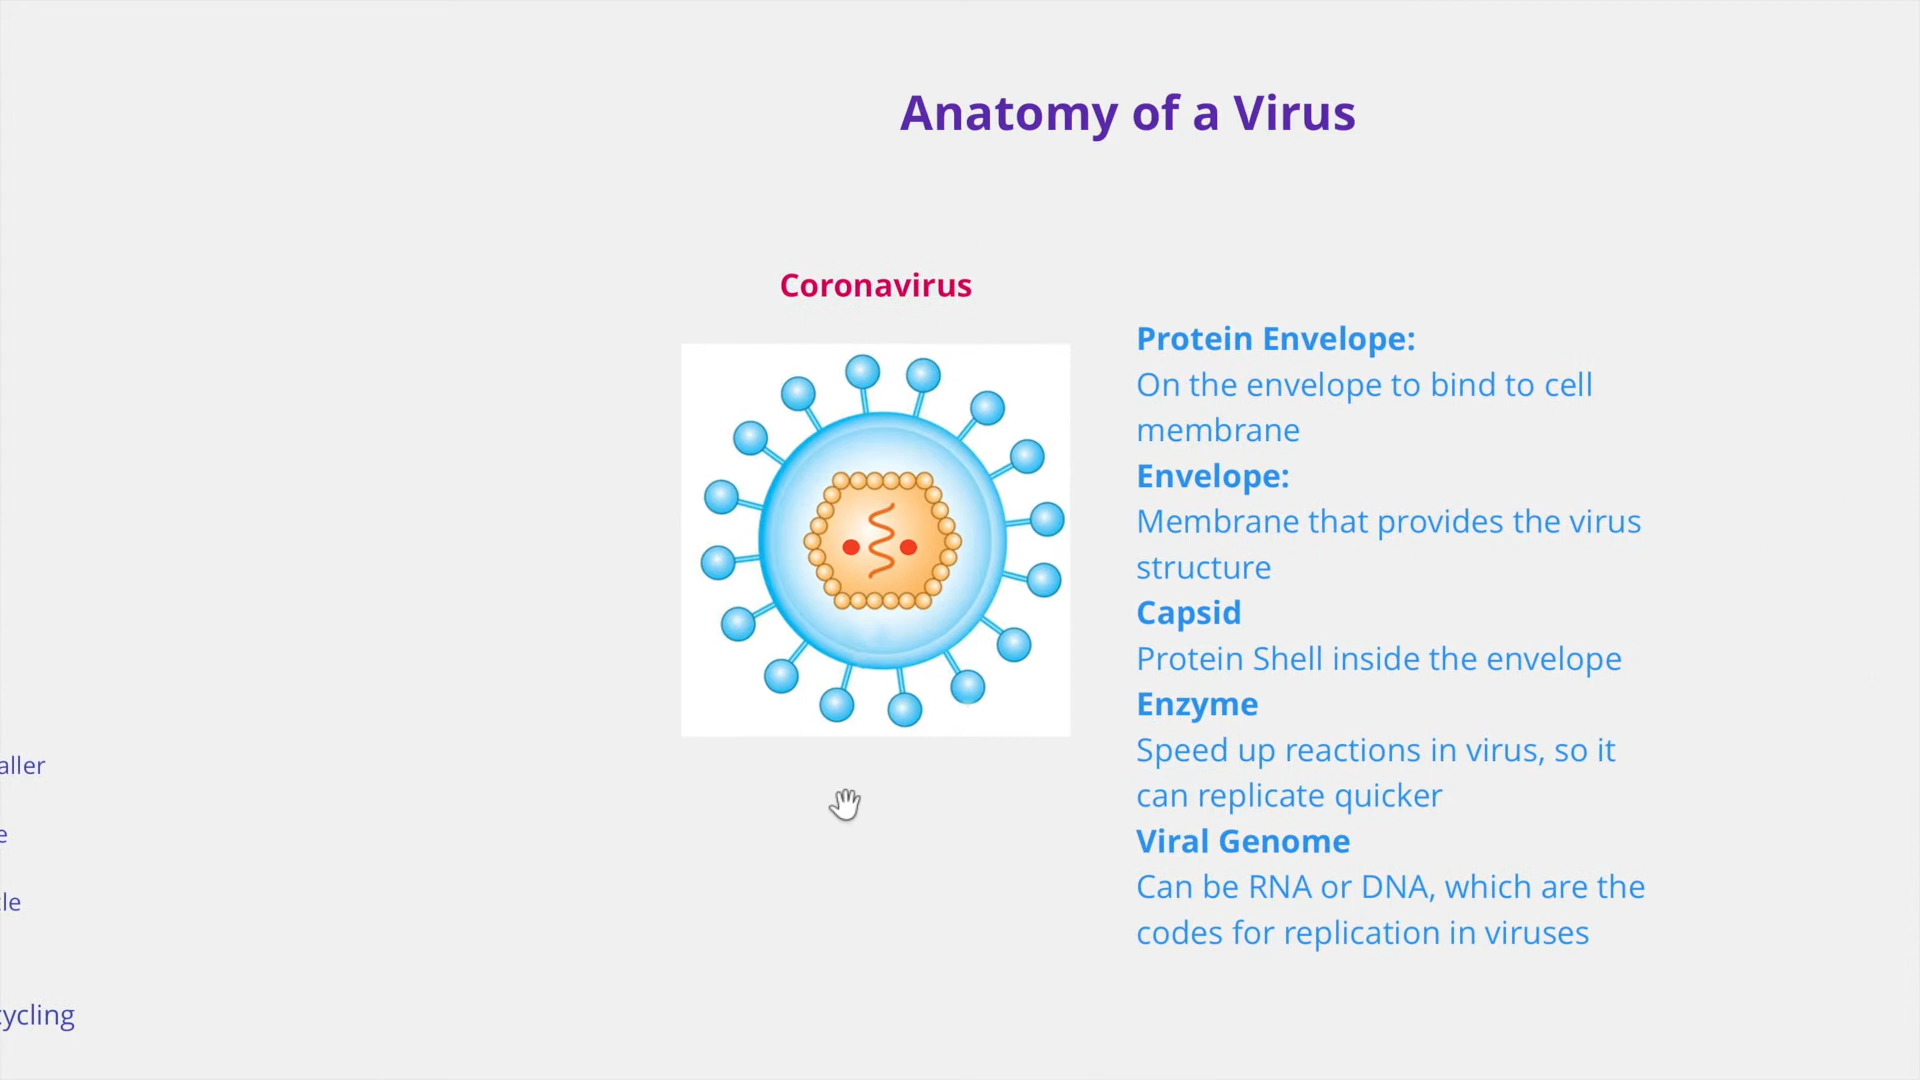 Anatomy of a Virus
Coronavirus
Protein Envelope:
On the envelope to bind to cell
membrane
Envelope:
Membrane that provides the virus
structure
Capsid
Protein Shell inside the envelope
Enzyme
Speed up reactions in virus, so it
can replicate quicker
Viral Genome
Can be RNA or DNA, which are the
codes for replication in viruses
aller
e
cle
cycling